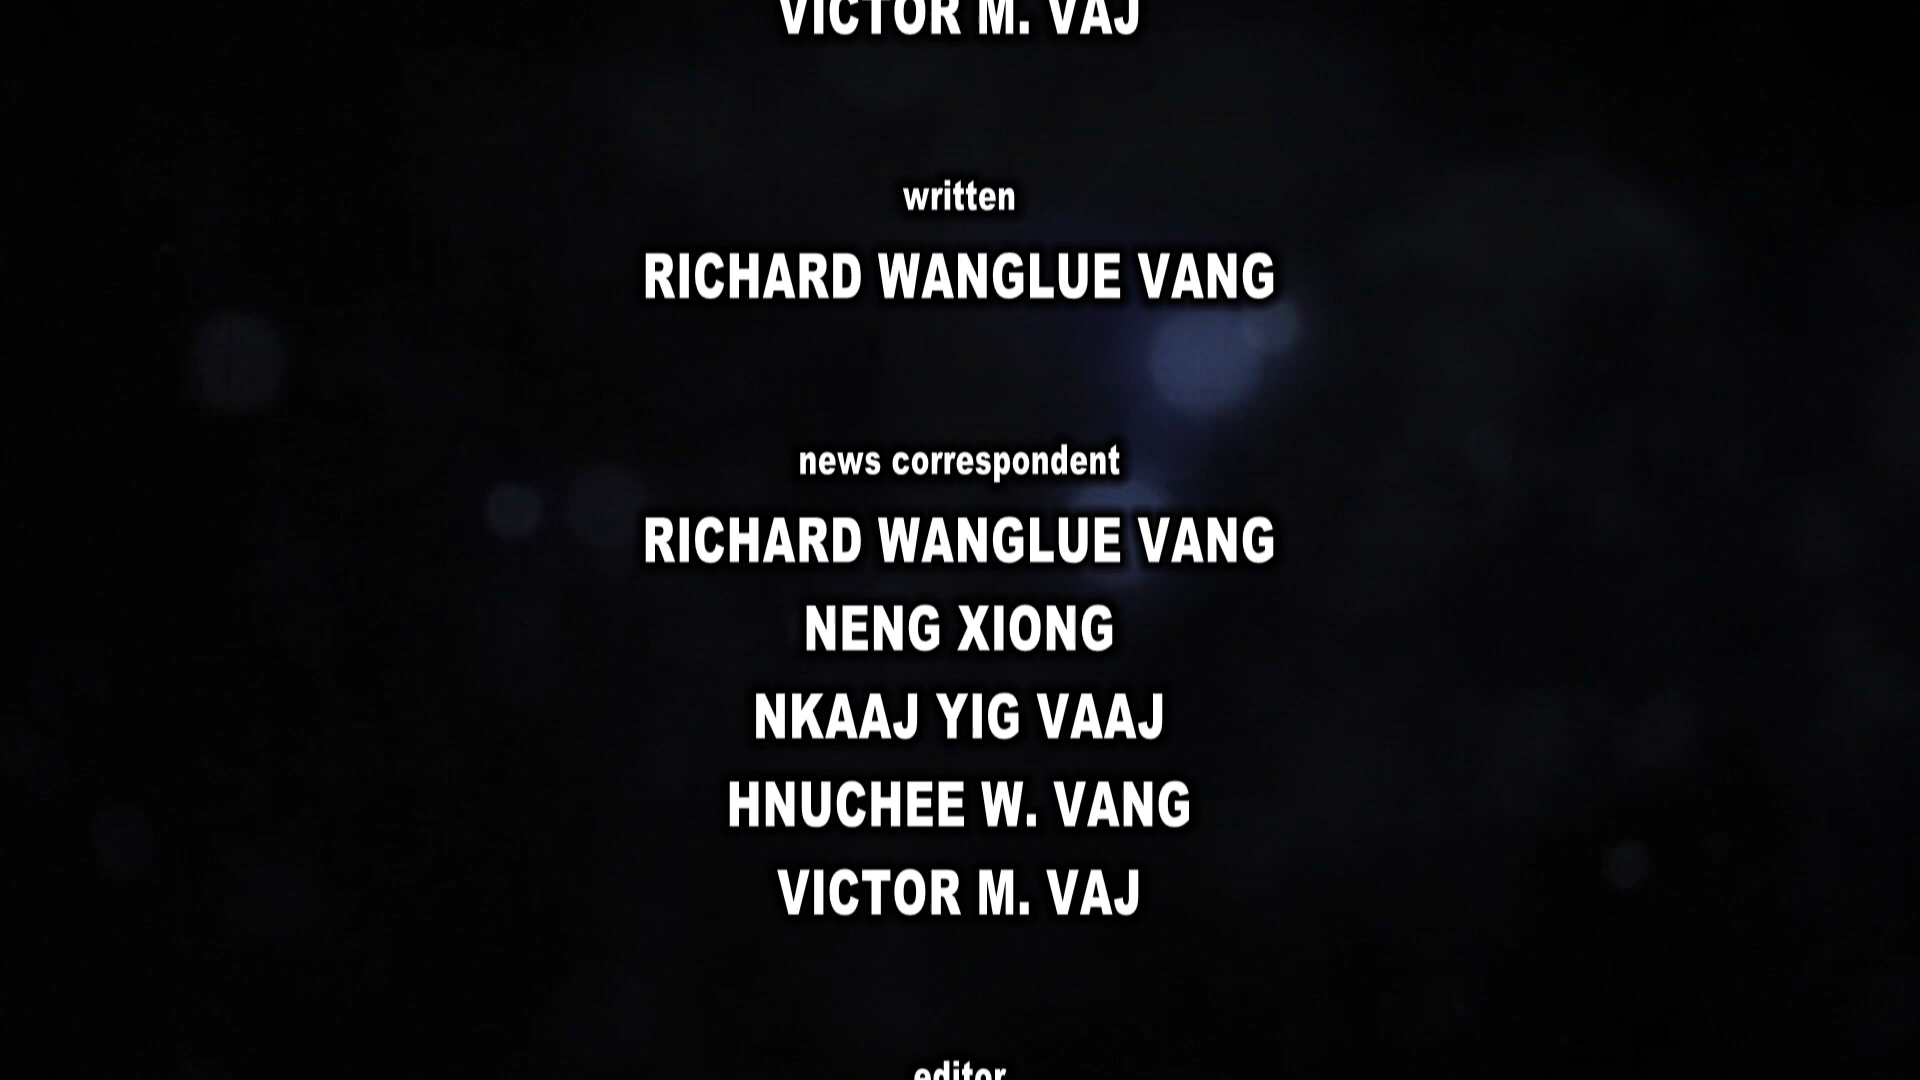 VICTOR M. VAJ
written
RICHARD WANGLUE VANG
news correspondent
RICHARD WANGLUE VANG
NENG XIONG
NKAAJ YIG VAAJ
HNUCHEE W. VANG
VICTOR M. VAJ
editor